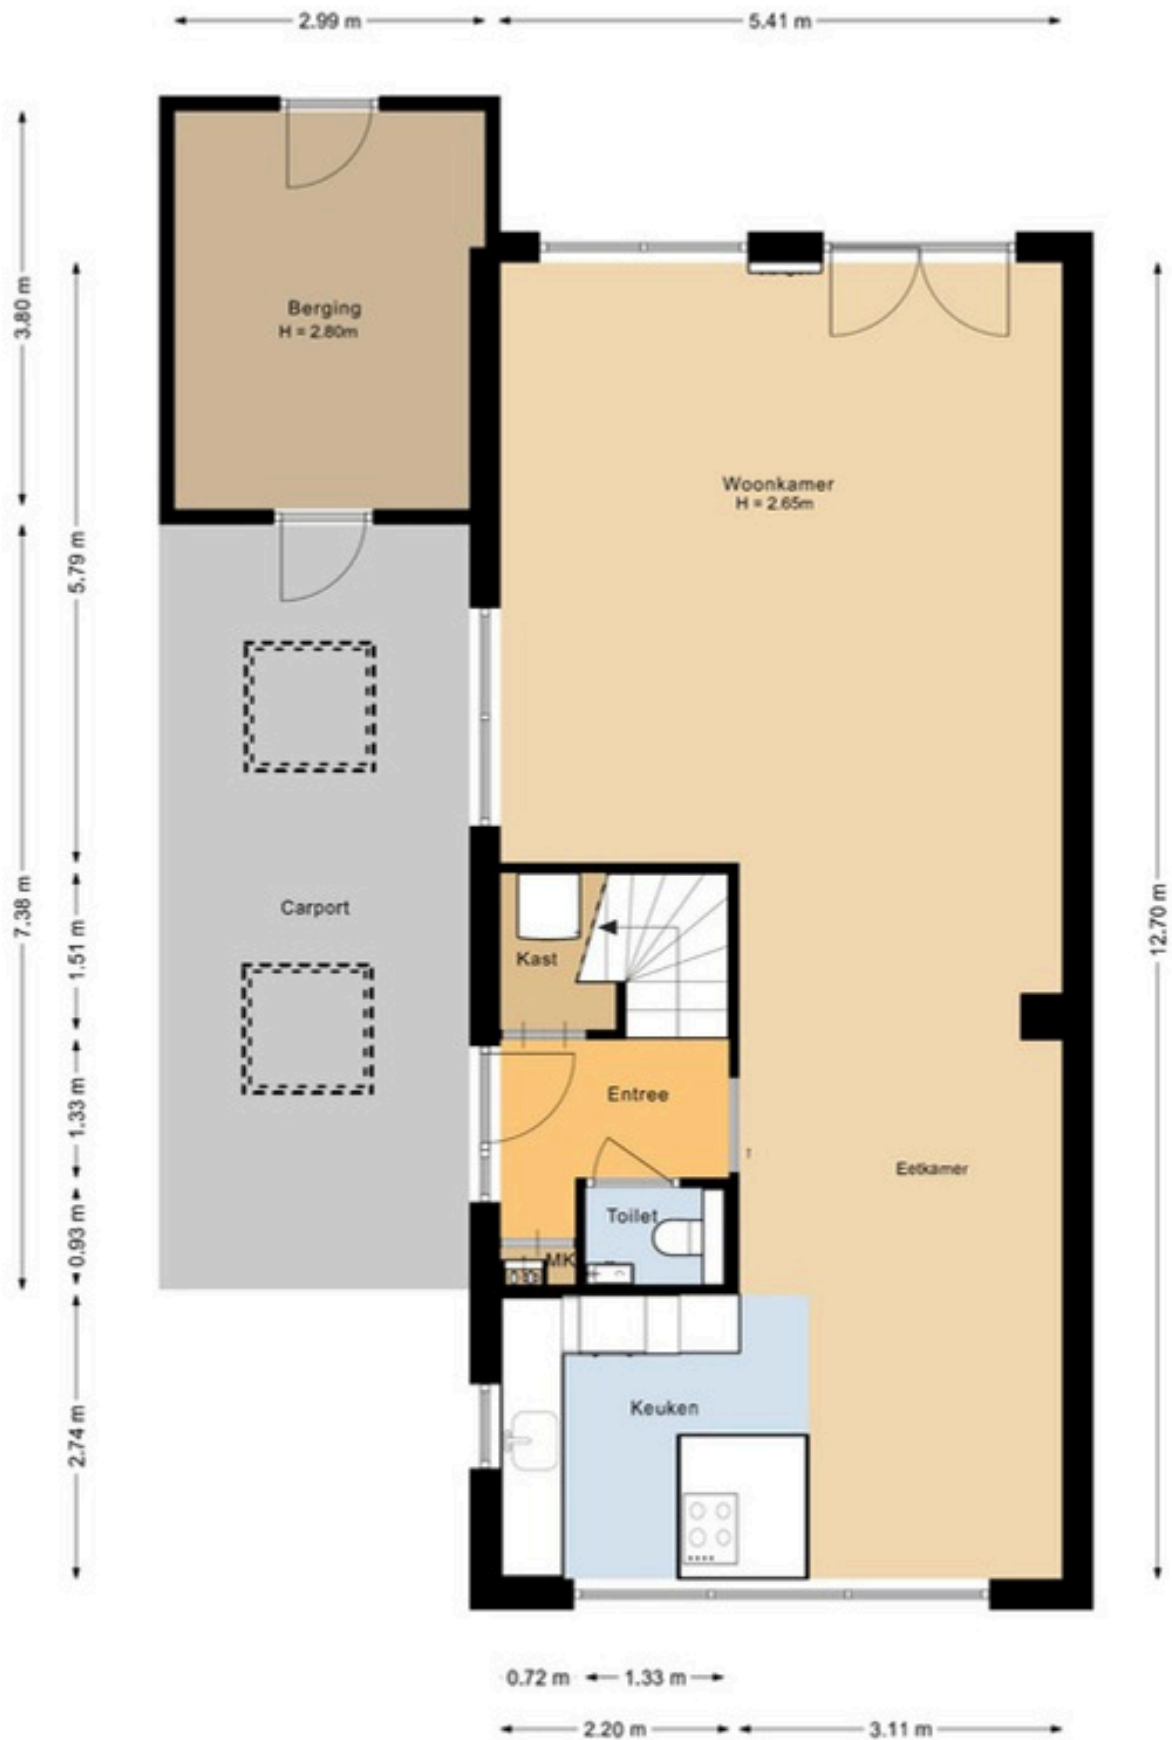 2.99 m
5.41 m
3.80 m
Berging
H = 2.80m
Woonkamer
H = 2.65m
5.79 m
7.38 m
Carport
12.70 m
1.51 m
Kast
1.33 m
Entree
Eetkamer
0.93 m
Toilet
MK
2.74 m
Keuken
0.72 m
1.33 m
2.20 m
3.11 m